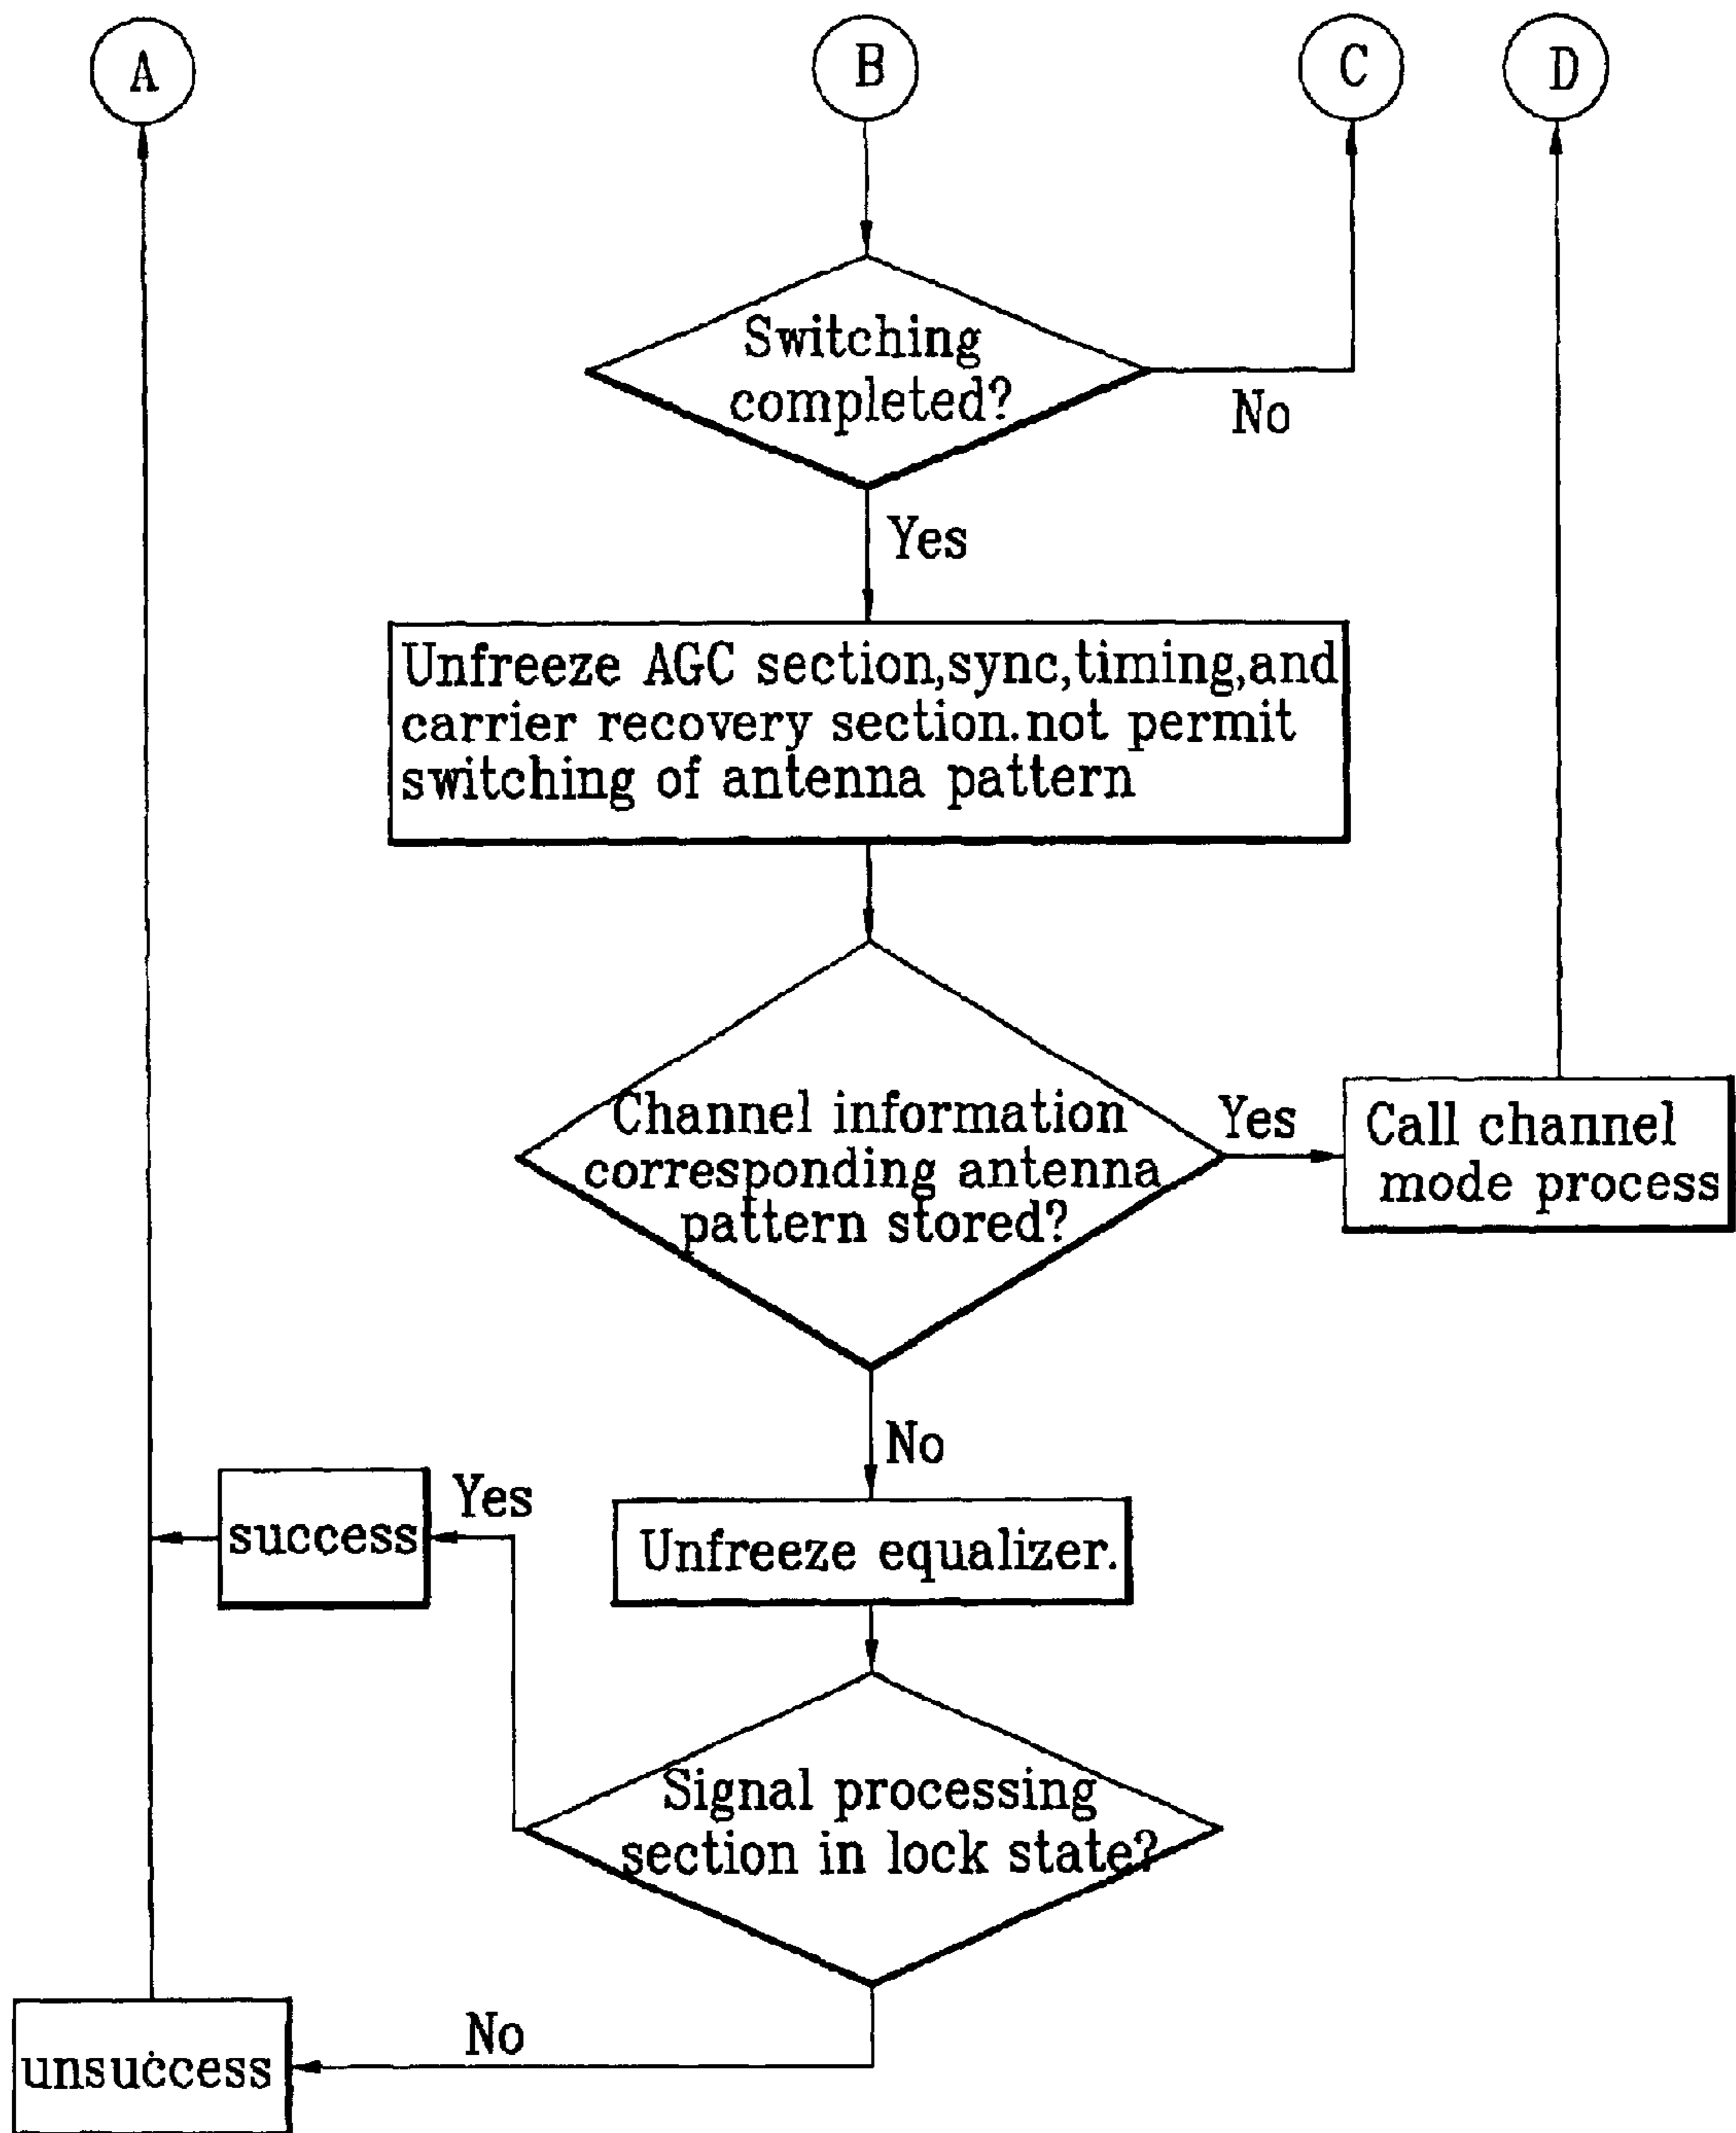 A
B
C
D
Switching
completed?
No
Yes
Unfreeze AGC section,sync,timing,and
carrier recovery section.not permit
switching of antenna pattern
Channel information
corresponding antenna
pattern stored?
Yes
Call channel
mode process
No
success
Yes
Unfreeze equalizer.
Signal processing
section in lock state?
No
unsuccess